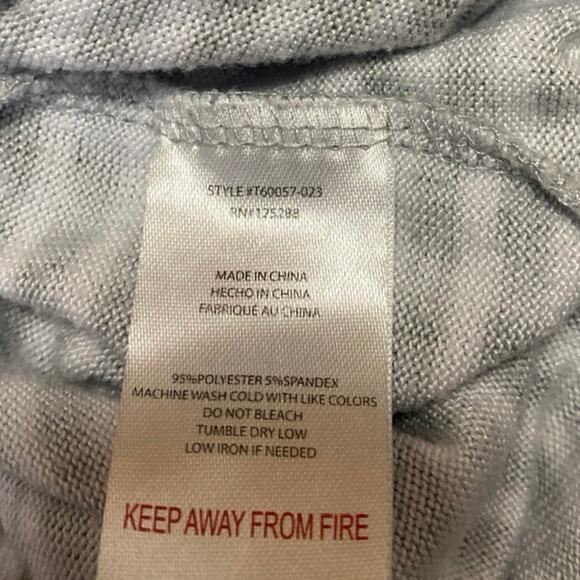 STYLE #T60057-023
RN#125288
MADE IN CHINA
HECHO IN CHINA
FABRIQUE AU CHINA
95%POLYESTER 5%SPANDEX
MACHINE WASH COLD WITH LIKE COLORS
DO NOT BLEACH
TUMBLE DRY LOW
LOW IRON IF NEEDED
KEEP AWAY FROM FIRE